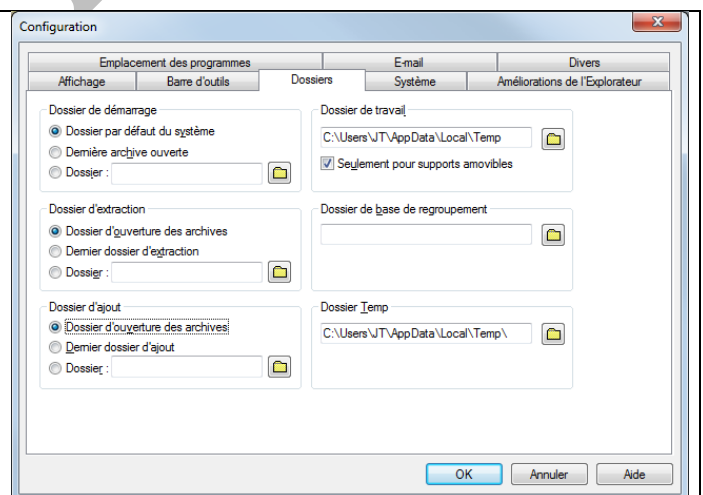 Configuration
Emplacement des programmes
E-mail
Divers
Affichage
Barre d'outils
Dossiers
Système
Améliorations de l'Explorateur
Dossier de démarrage
Dossier par défaut du système
Dernière archive ouverte
Dossier :
Dossier de travail
C:\Users\JT\AppData\Local\Temp
Seulement pour supports amovibles
Dossier d'extraction
Dossier d'ouverture des archives
Dernier dossier d'extraction
Dossier :
Dossier de base de regroupement
Dossier d'ajout
Dossier d'ouverture des archives
Dernier dossier d'ajout
Dossier :
Dossier Temp
C:\Users\JT\AppData\Local\Temp\
OK
Annuler
Aide